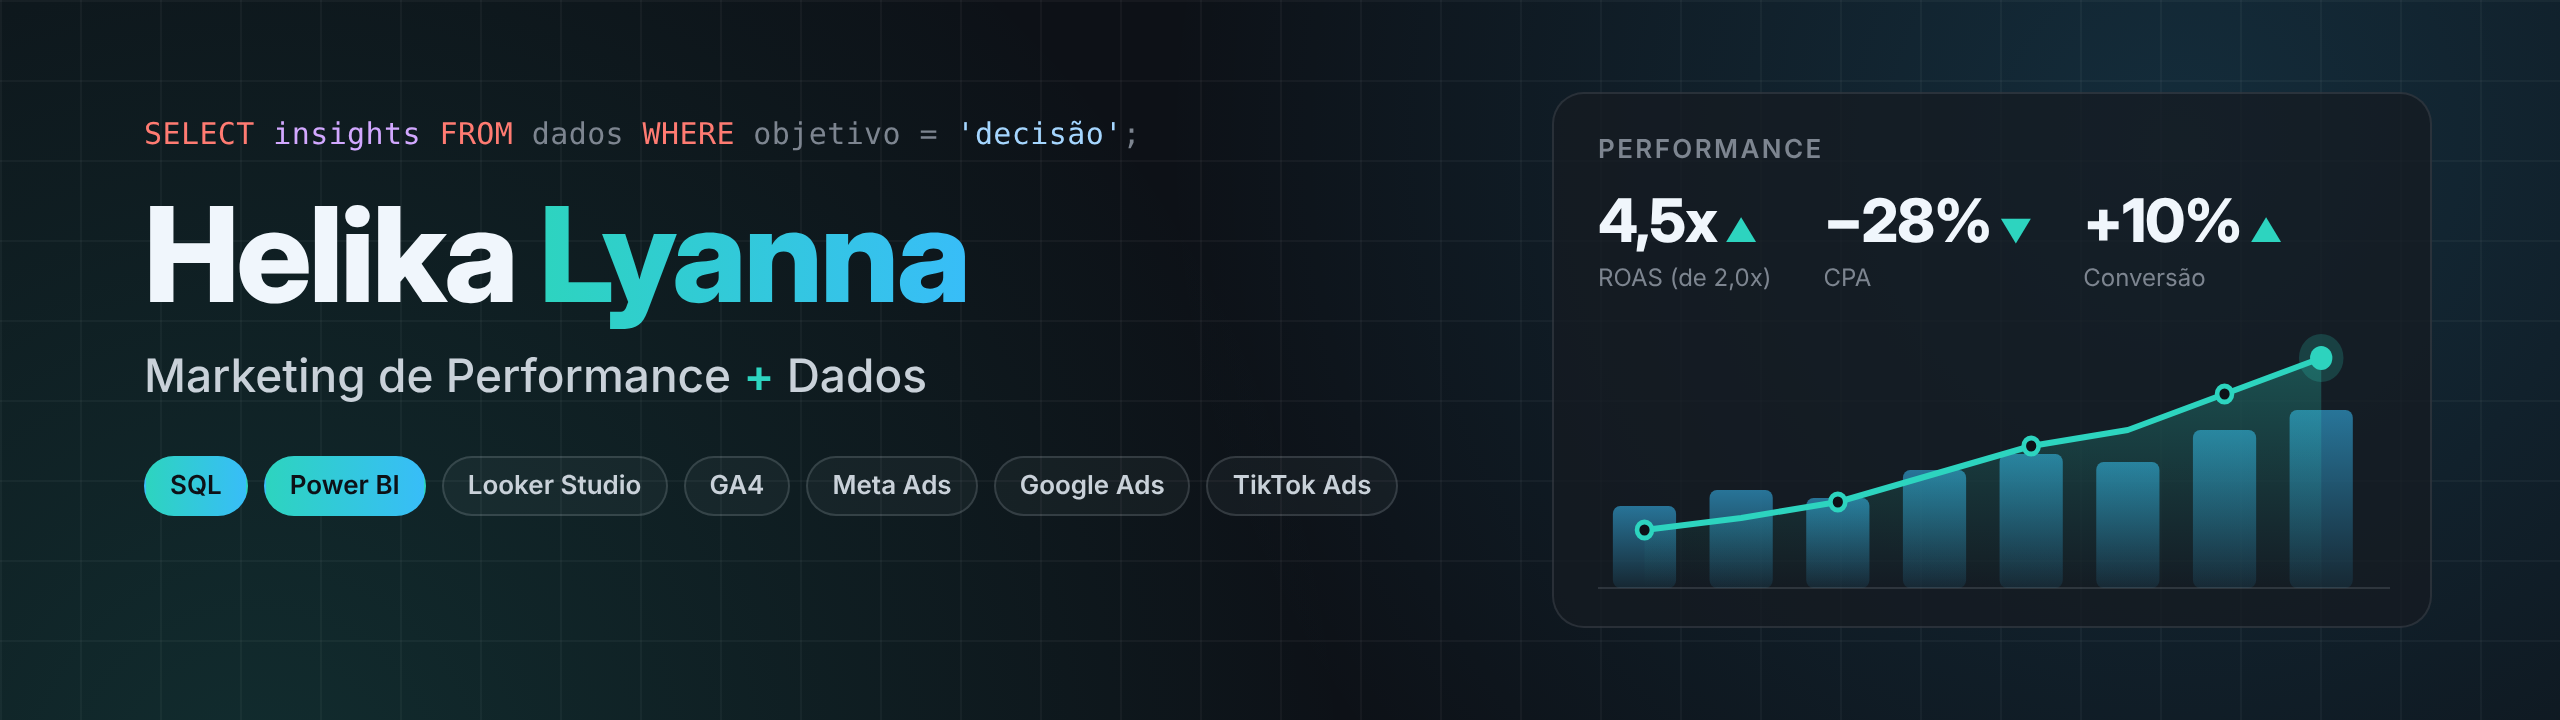 SELECT insights FROM dados WHERE objetivo = 'decisão';
Helika Lyanna
Marketing de Performance + Dados
SQL Power BI Looker Studio GA4 Meta Ads Google Ads TikTok Ads
PERFORMANCE
4,5x ▲ −28% ▼ +10% ▲
ROAS (de 2,0x) CPA Conversão